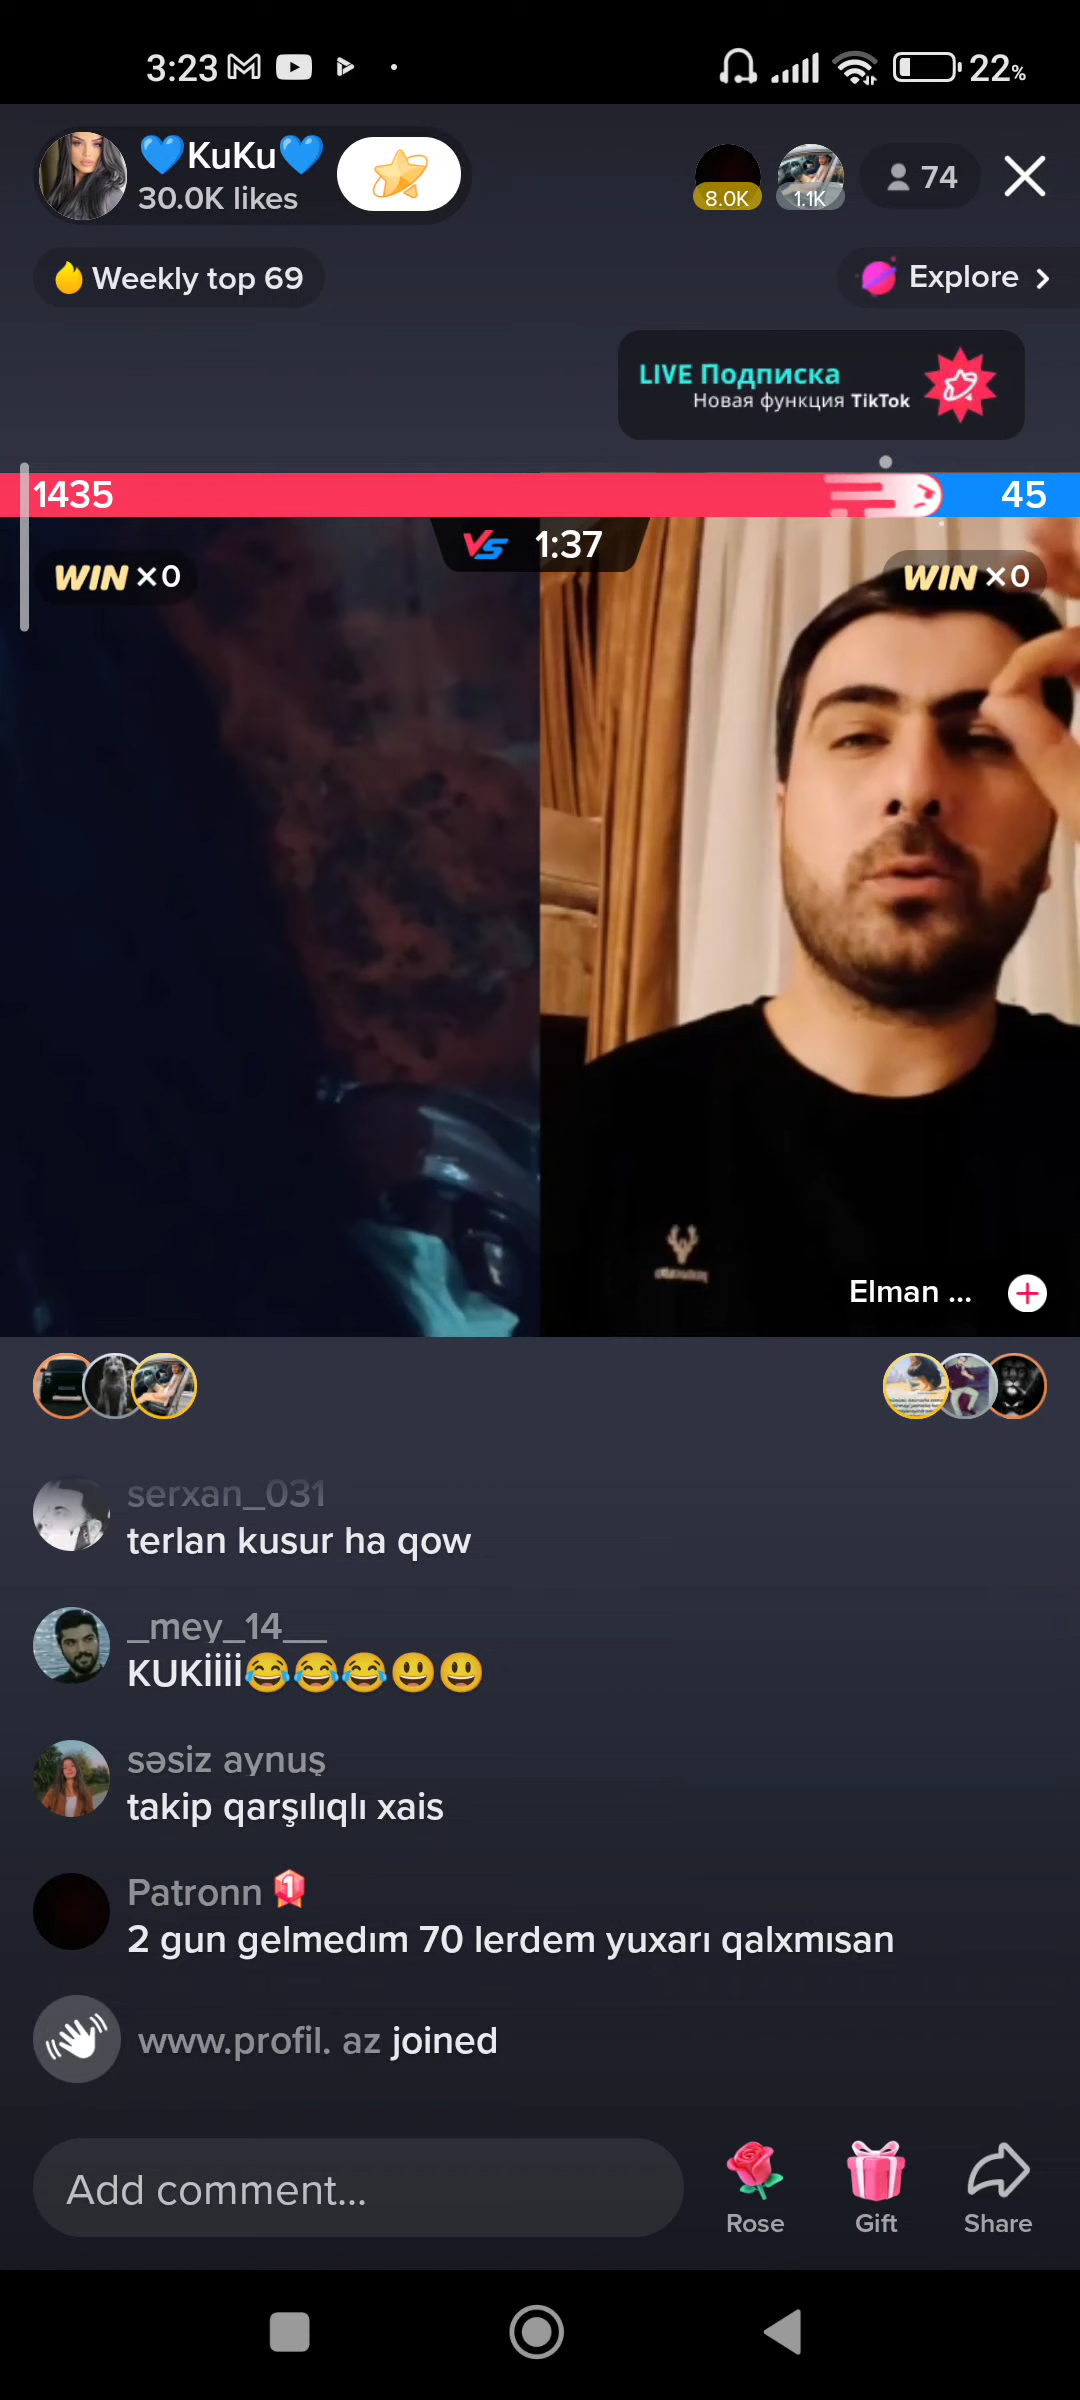 3:23
22%
💙KuKu💙
30.0K likes
8.0K
1.1K
74
Weekly top 69
Explore
LIVE Подписка
Новая функция TikTok
1435
45
VS 1:37
WIN ×0
WIN ×0
Elman ...
serxan_031
terlan kusur ha qow
_mey_14__
KUKİİİİ😂😂😂😃😃
səsiz aynuş
takip qarşılıqlı xais
Patronn 1
2 gun gelmedım 70 lerdem yuxarı qalxmısan
www.profil. az joined
Add comment...
Rose
Gift
Share